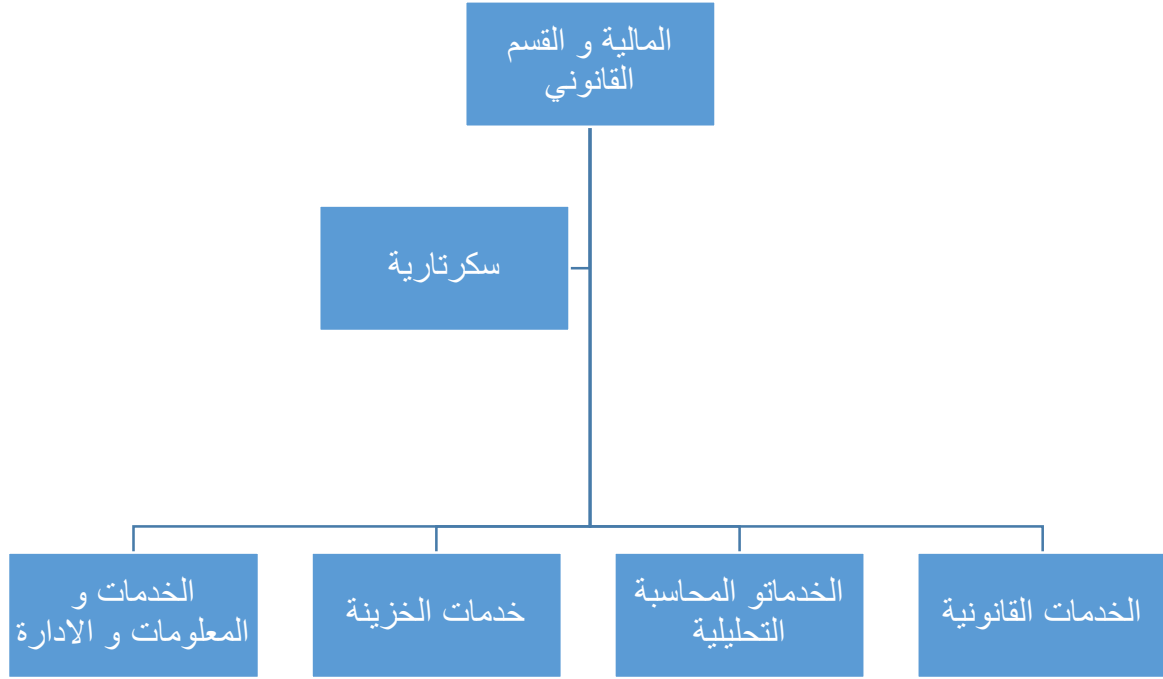 المالية و القسم
القانوني
سكرتارية
الخدمات القانونية
الخدماتو المحاسبة
التحليلية
خدمات الخزينة
الخدمات و
المعلومات و الادارة